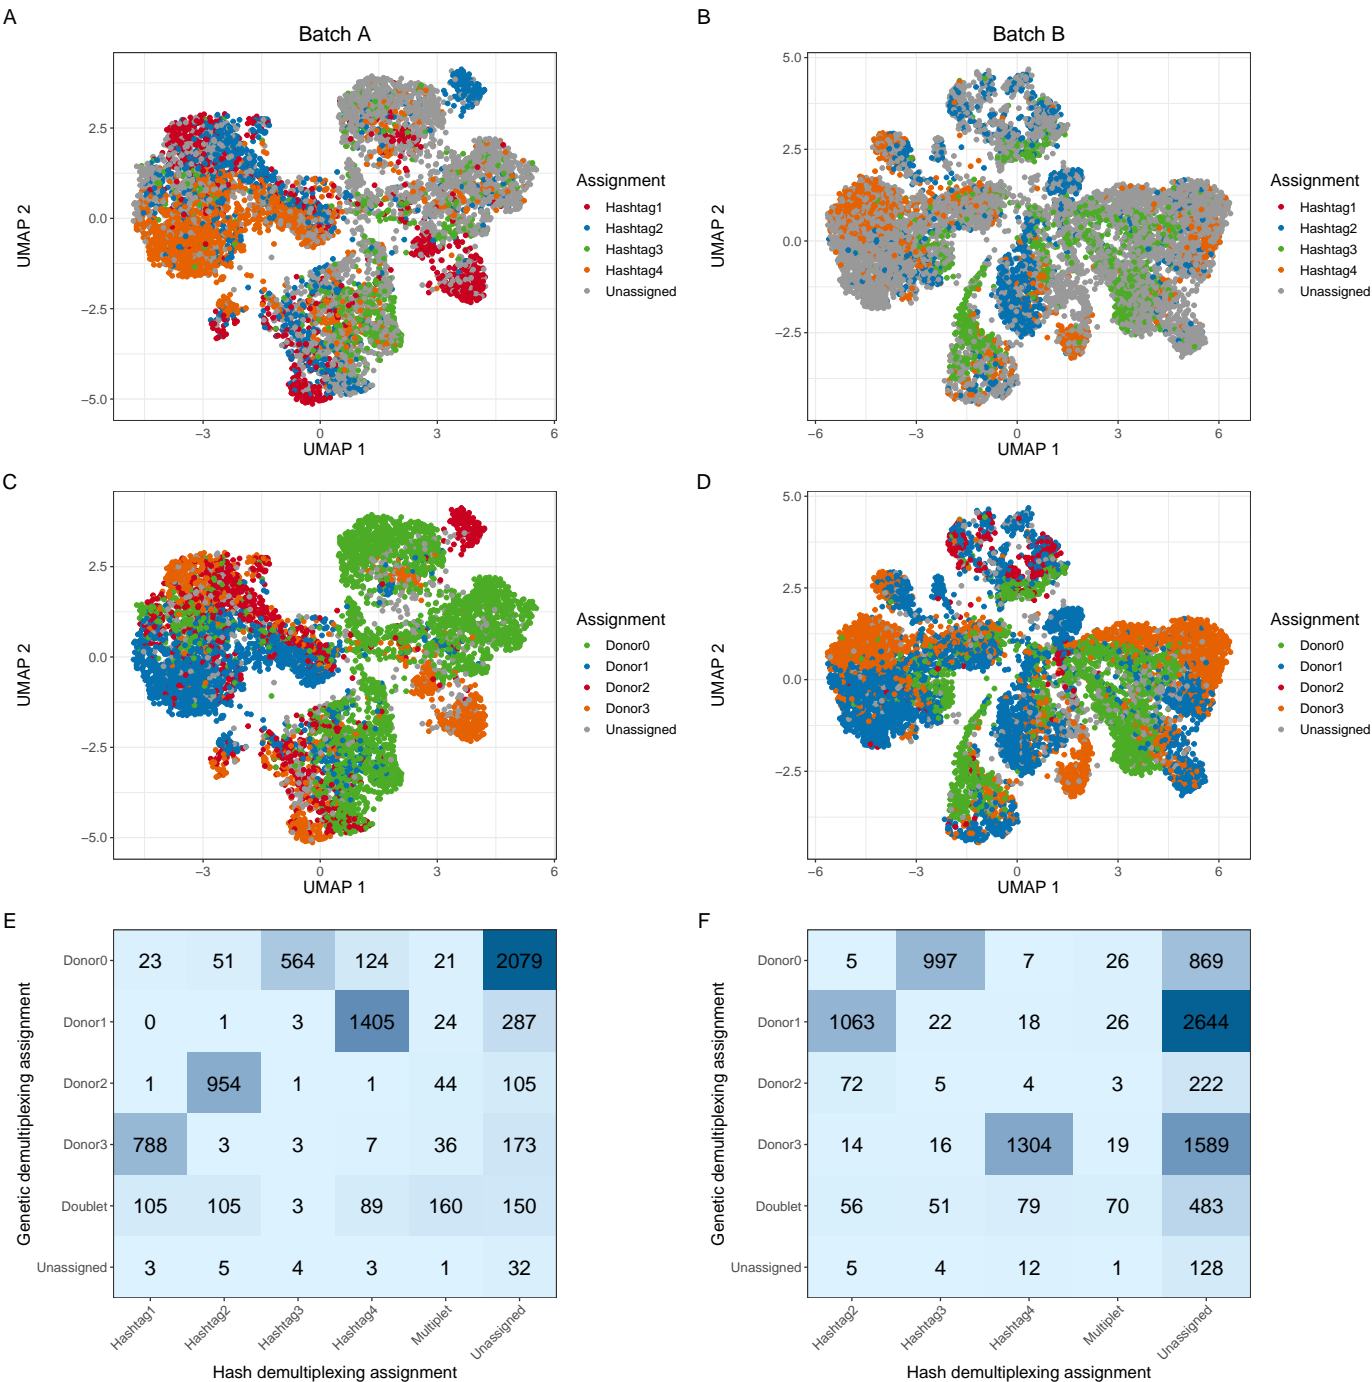 A
Batch A
2.5
0.0
−2.5
−5.0
−3
0
3
6
UMAP 1
UMAP 2
Assignment
Hashtag1
Hashtag2
Hashtag3
Hashtag4
Unassigned
B
Batch B
5.0
2.5
0.0
−2.5
−6
−3
0
3
6
UMAP 1
UMAP 2
Assignment
Hashtag1
Hashtag2
Hashtag3
Hashtag4
Unassigned
C
2.5
0.0
−2.5
−5.0
−3
0
3
6
UMAP 1
UMAP 2
Assignment
Donor0
Donor1
Donor2
Donor3
Unassigned
D
5.0
2.5
0.0
−2.5
−6
−3
0
3
6
UMAP 1
UMAP 2
Assignment
Donor0
Donor1
Donor2
Donor3
Unassigned
E
Genetic demultiplexing assignment
Donor0 23 51 564 124 21 2079
Donor1 0 1 3 1405 24 287
Donor2 1 954 1 1 44 105
Donor3 788 3 3 7 36 173
Doublet 105 105 3 89 160 150
Unassigned 3 5 4 3 1 32
Hashtag1 Hashtag2 Hashtag3 Hashtag4 Multiplet Unassigned
Hash demultiplexing assignment
F
Genetic demultiplexing assignment
Donor0 5 997 7 26 869
Donor1 1063 22 18 26 2644
Donor2 72 5 4 3 222
Donor3 14 16 1304 19 1589
Doublet 56 51 79 70 483
Unassigned 5 4 12 1 128
Hashtag2 Hashtag3 Hashtag4 Multiplet Unassigned
Hash demultiplexing assignment